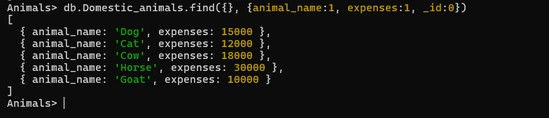 Animals> db.Domestic_animals.find({}, {animal_name:1, expenses:1, _id:0})
[
  { animal_name: 'Dog', expenses: 15000 },
  { animal_name: 'Cat', expenses: 12000 },
  { animal_name: 'Cow', expenses: 18000 },
  { animal_name: 'Horse', expenses: 30000 },
  { animal_name: 'Goat', expenses: 10000 }
]
Animals>